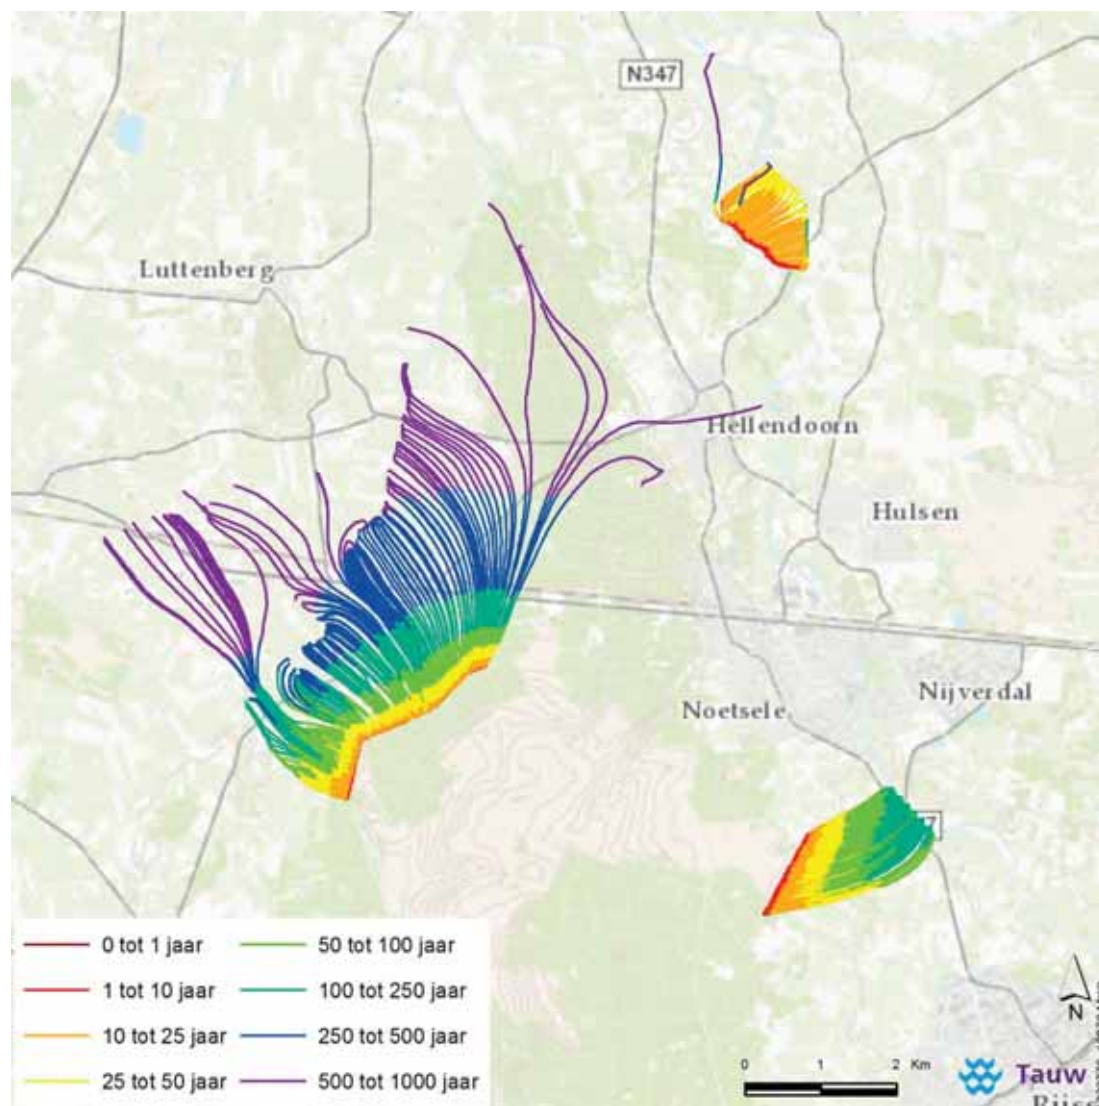 N347
Luttenberg
Hellendoorn
Hulsen
Nijverdal
Noetsele
7
0 tot 1 jaar
50 tot 100 jaar
1 tot 10 jaar
100 tot 250 jaar
10 tot 25 jaar
250 tot 500 jaar
25 tot 50 jaar
500 tot 1000 jaar
N
0 1 2 Km
Tauw